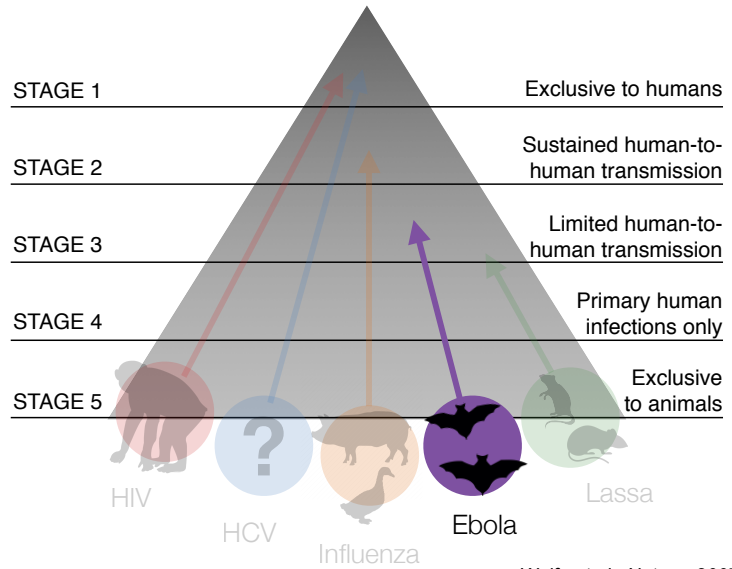 STAGE 1
Exclusive to humans
STAGE 2
Sustained human-to-
human transmission
STAGE 3
Limited human-to-
human transmission
STAGE 4
Primary human
infections only
STAGE 5
Exclusive
to animals
?
HIV
HCV
Influenza
Ebola
Lassa